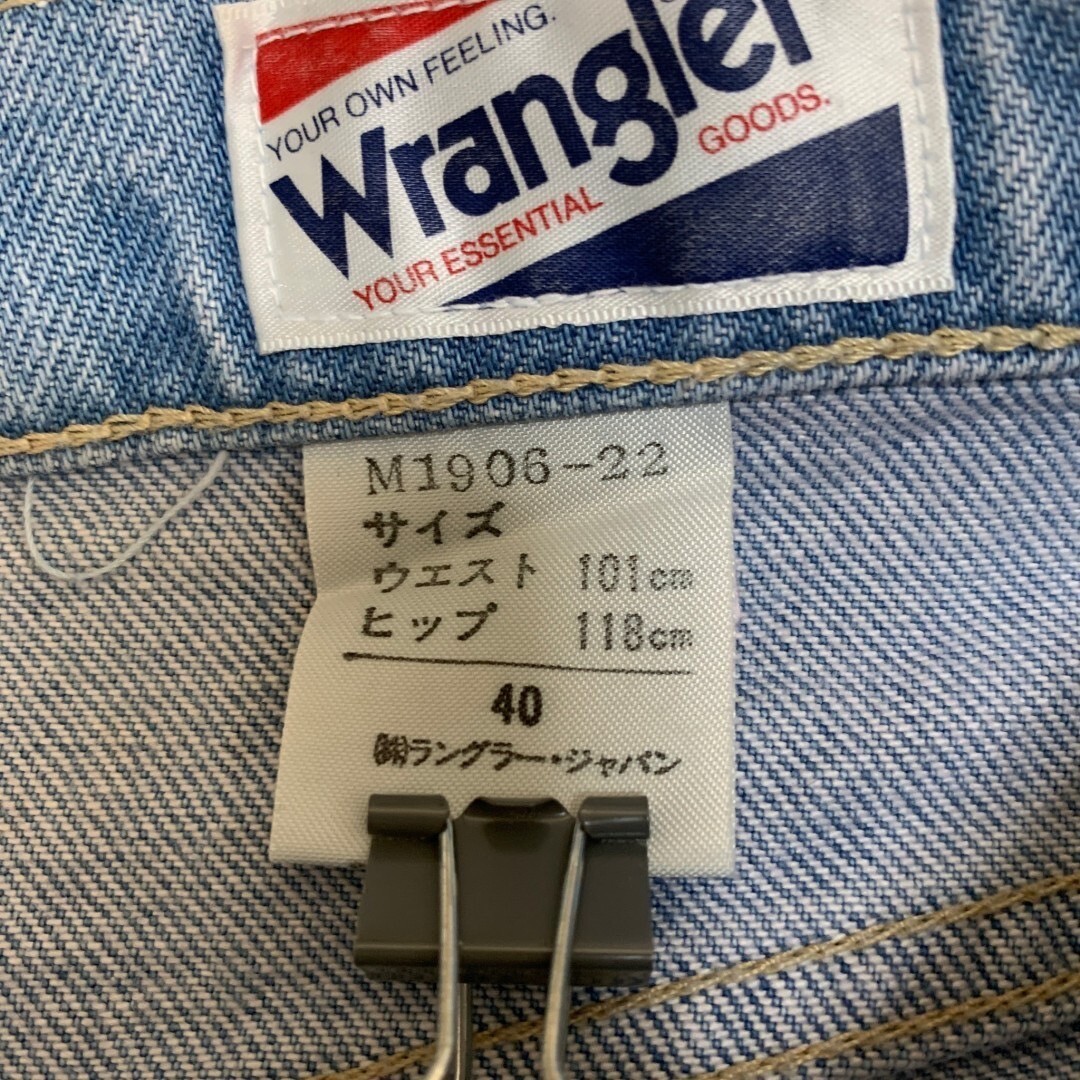 YOUR OWN FEELING.
Wrangler
GOODS.
YOUR ESSENTIAL
M1906-22
サイズ
ウエスト 101cm
ヒップ 118cm
40
㈱ラングラー・ジャパン